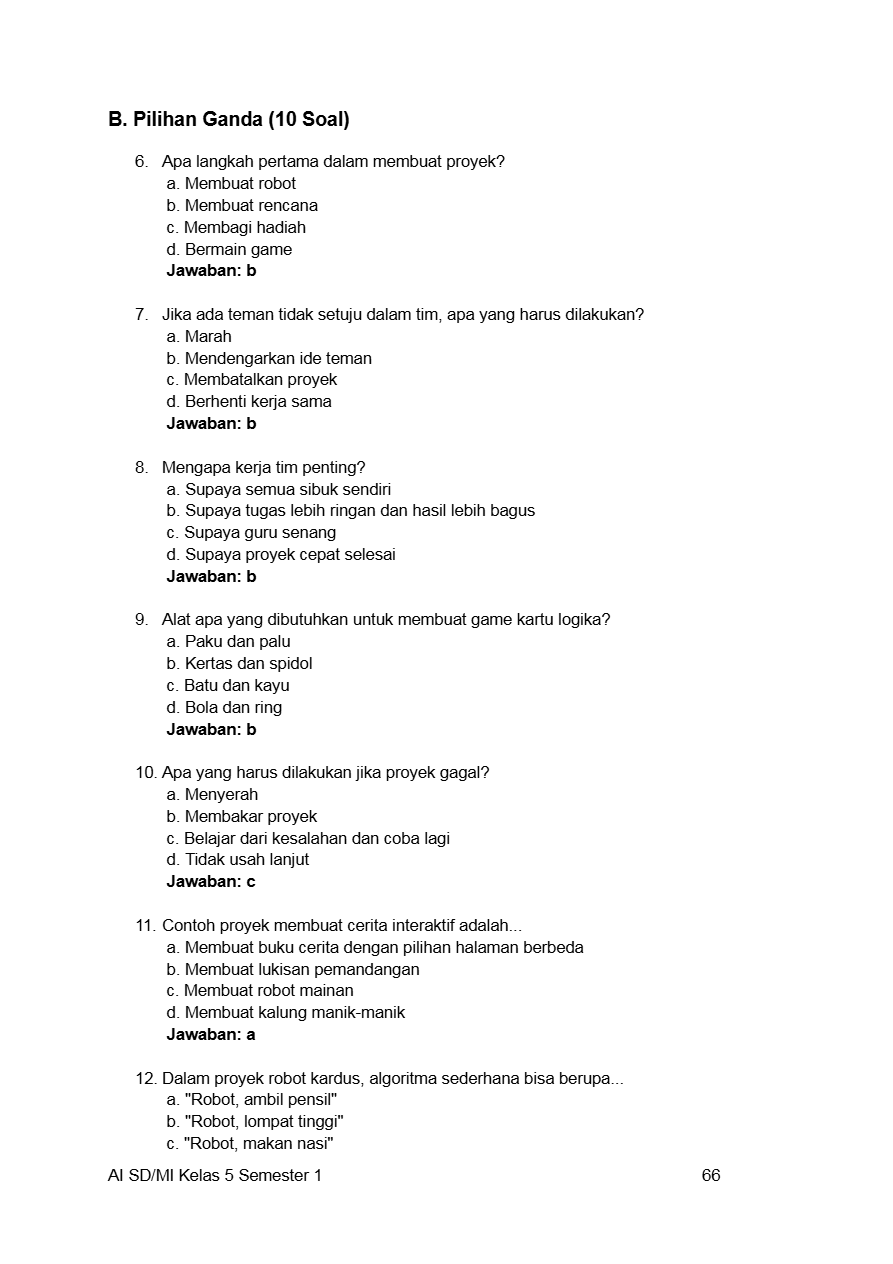 B. Pilihan Ganda (10 Soal)
6. Apa langkah pertama dalam membuat proyek?
a. Membuat robot
b. Membuat rencana
c. Membagi hadiah
d. Bermain game
Jawaban: b
7. Jika ada teman tidak setuju dalam tim, apa yang harus dilakukan?
a. Marah
b. Mendengarkan ide teman
c. Membatalkan proyek
d. Berhenti kerja sama
Jawaban: b
8. Mengapa kerja tim penting?
a. Supaya semua sibuk sendiri
b. Supaya tugas lebih ringan dan hasil lebih bagus
c. Supaya guru senang
d. Supaya proyek cepat selesai
Jawaban: b
9. Alat apa yang dibutuhkan untuk membuat game kartu logika?
a. Paku dan palu
b. Kertas dan spidol
c. Batu dan kayu
d. Bola dan ring
Jawaban: b
10. Apa yang harus dilakukan jika proyek gagal?
a. Menyerah
b. Membakar proyek
c. Belajar dari kesalahan dan coba lagi
d. Tidak usah lanjut
Jawaban: c
11. Contoh proyek membuat cerita interaktif adalah...
a. Membuat buku cerita dengan pilihan halaman berbeda
b. Membuat lukisan pemandangan
c. Membuat robot mainan
d. Membuat kalung manik-manik
Jawaban: a
12. Dalam proyek robot kardus, algoritma sederhana bisa berupa...
a. "Robot, ambil pensil"
b. "Robot, lompat tinggi"
c. "Robot, makan nasi"
AI SD/MI Kelas 5 Semester 1 66